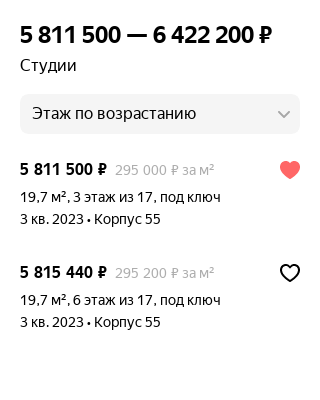 5 811 500 — 6 422 200 ₽
Студии
Этаж по возрастанию
5 811 500 ₽ 295 000 ₽ за м²
19,7 м², 3 этаж из 17, под ключ
3 кв. 2023 • Корпус 55
5 815 440 ₽ 295 200 ₽ за м²
19,7 м², 6 этаж из 17, под ключ
3 кв. 2023 • Корпус 55